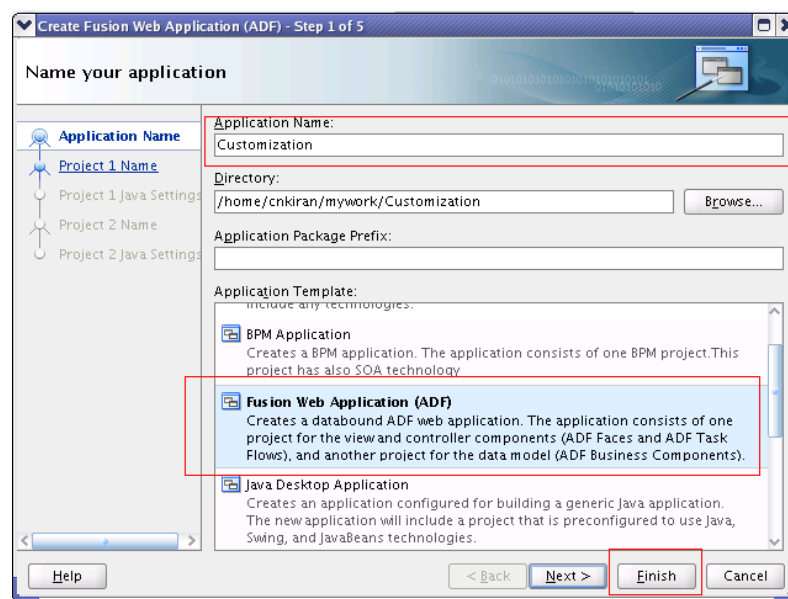 Create Fusion Web Application (ADF) - Step 1 of 5
Name your application
Application Name
Project 1 Name
Project 1 Java Settings
Project 2 Name
Project 2 Java Settings
Application Name:
Customization
Directory:
/home/cnkiran/mywork/Customization
Browse...
Application Package Prefix:
Application Template:
include any technologies.
BPM Application
Creates a BPM application. The application consists of one BPM project.This
project has also SOA technology
Fusion Web Application (ADF)
Creates a databound ADF web application. The application consists of one
project for the view and controller components (ADF Faces and ADF Task
Flows), and another project for the data model (ADF Business Components).
Java Desktop Application
Creates an application configured for building a generic Java application.
The new application will include a project that is preconfigured to use Java,
Swing, and JavaBeans technologies.
Help
< Back
Next >
Finish
Cancel